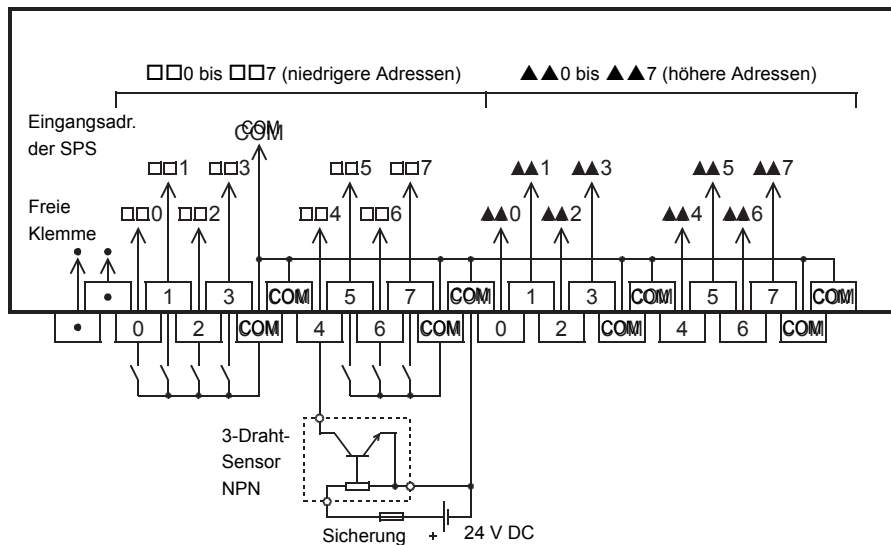 □□0 bis □□7 (niedrigere Adressen) ▲▲0 bis ▲▲7 (höhere Adressen)
Eingangsadr.
der SPS
COM
□□1 □□3 □□5 □□7 ▲▲1 ▲▲3 ▲▲5 ▲▲7
Freie
Klemme
□□0 □□2 □□4 □□6 ▲▲0 ▲▲2 ▲▲4 ▲▲6
• •
• 1 3 COM 5 7 COM 1 3 COM 5 7 COM
• 0 2 COM 4 6 COM 0 2 COM 4 6 COM
3-Draht-
Sensor
NPN
Sicherung + 24 V DC